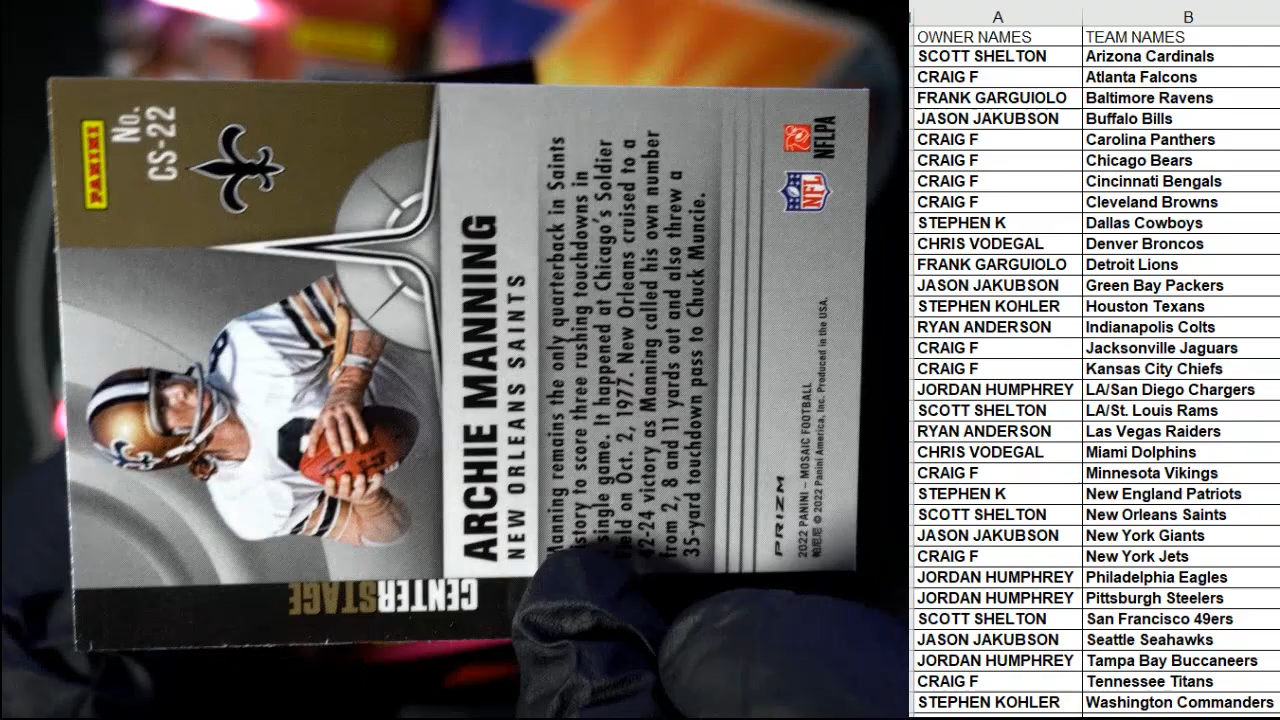 PANINI
No.
CS-22
ARCHIE MANNING
NEW ORLEANS SAINTS
Manning remains the only quarterback in Saints
history to score three rushing touchdowns in
single game. It happened at Chicago's Soldier
Field on Oct. 2, 1977. New Orleans cruised to a
42-24 victory as Manning called his own number
from 2, 8 and 11 yards out and also threw a
35-yard touchdown pass to Chuck Muncie.
PRIZM
2022 PANINI – MOSAIC FOOTBALL
帕尼尼 © 2022 Panini America, Inc. Produced in the USA.
NFL
NFLPA
CENTER STAGE
A B
OWNER NAMES TEAM NAMES
SCOTT SHELTON Arizona Cardinals
CRAIG F Atlanta Falcons
FRANK GARGUIOLO Baltimore Ravens
JASON JAKUBSON Buffalo Bills
CRAIG F Carolina Panthers
CRAIG F Chicago Bears
CRAIG F Cincinnati Bengals
CRAIG F Cleveland Browns
STEPHEN K Dallas Cowboys
CHRIS VODEGAL Denver Broncos
FRANK GARGUIOLO Detroit Lions
JASON JAKUBSON Green Bay Packers
STEPHEN KOHLER Houston Texans
RYAN ANDERSON Indianapolis Colts
CRAIG F Jacksonville Jaguars
CRAIG F Kansas City Chiefs
JORDAN HUMPHREY LA/San Diego Chargers
SCOTT SHELTON LA/St. Louis Rams
RYAN ANDERSON Las Vegas Raiders
CHRIS VODEGAL Miami Dolphins
CRAIG F Minnesota Vikings
STEPHEN K New England Patriots
SCOTT SHELTON New Orleans Saints
JASON JAKUBSON New York Giants
CRAIG F New York Jets
JORDAN HUMPHREY Philadelphia Eagles
JORDAN HUMPHREY Pittsburgh Steelers
SCOTT SHELTON San Francisco 49ers
JASON JAKUBSON Seattle Seahawks
JORDAN HUMPHREY Tampa Bay Buccaneers
CRAIG F Tennessee Titans
STEPHEN KOHLER Washington Commanders